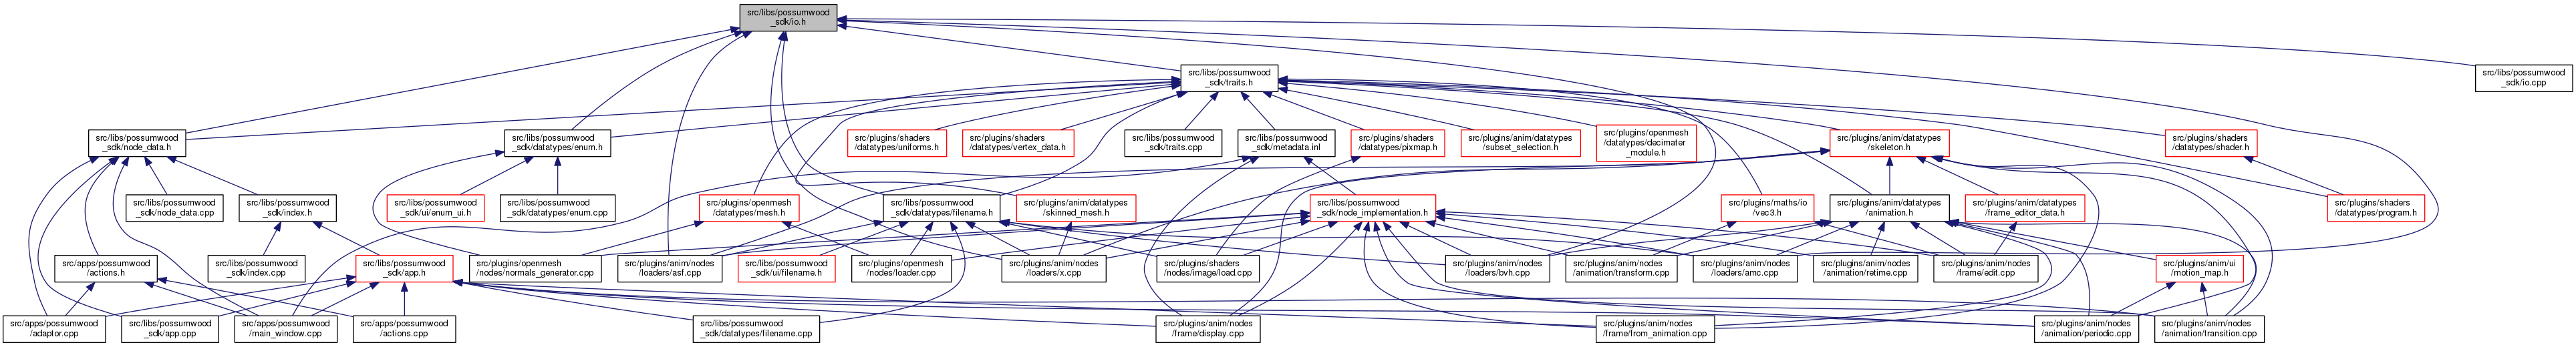 src/libs/possumwood
_sdk/io.h
src/libs/possumwood
_sdk/traits.h
src/libs/possumwood
_sdk/io.cpp
src/libs/possumwood
_sdk/node_data.h
src/libs/possumwood
_sdk/datatypes/enum.h
src/plugins/shaders
/datatypes/uniforms.h
src/plugins/shaders
/datatypes/vertex_data.h
src/libs/possumwood
_sdk/traits.cpp
src/libs/possumwood
_sdk/metadata.inl
src/plugins/shaders
/datatypes/pixmap.h
src/plugins/anim/datatypes
/subset_selection.h
src/plugins/openmesh
/datatypes/decimater
_module.h
src/plugins/anim/datatypes
/skeleton.h
src/plugins/shaders
/datatypes/shader.h
src/libs/possumwood
_sdk/node_data.cpp
src/libs/possumwood
_sdk/index.h
src/libs/possumwood
_sdk/ui/enum_ui.h
src/libs/possumwood
_sdk/datatypes/enum.cpp
src/plugins/openmesh
/datatypes/mesh.h
src/libs/possumwood
_sdk/datatypes/filename.h
src/plugins/anim/datatypes
/skinned_mesh.h
src/libs/possumwood
_sdk/node_implementation.h
src/plugins/maths/io
/vec3.h
src/plugins/anim/datatypes
/animation.h
src/plugins/anim/datatypes
/frame_editor_data.h
src/plugins/shaders
/datatypes/program.h
src/apps/possumwood
/actions.h
src/libs/possumwood
_sdk/index.cpp
src/libs/possumwood
_sdk/app.h
src/plugins/openmesh
/nodes/normals_generator.cpp
src/plugins/anim/nodes
/loaders/asf.cpp
src/libs/possumwood
_sdk/ui/filename.h
src/plugins/openmesh
/nodes/loader.cpp
src/plugins/anim/nodes
/loaders/x.cpp
src/plugins/shaders
/nodes/image/load.cpp
src/plugins/anim/nodes
/loaders/bvh.cpp
src/plugins/anim/nodes
/animation/transform.cpp
src/plugins/anim/nodes
/loaders/amc.cpp
src/plugins/anim/nodes
/animation/retime.cpp
src/plugins/anim/nodes
/frame/edit.cpp
src/plugins/anim/ui
/motion_map.h
src/apps/possumwood
/adaptor.cpp
src/libs/possumwood
_sdk/app.cpp
src/apps/possumwood
/main_window.cpp
src/apps/possumwood
/actions.cpp
src/libs/possumwood
_sdk/datatypes/filename.cpp
src/plugins/anim/nodes
/frame/display.cpp
src/plugins/anim/nodes
/frame/from_animation.cpp
src/plugins/anim/nodes
/animation/periodic.cpp
src/plugins/anim/nodes
/animation/transition.cpp